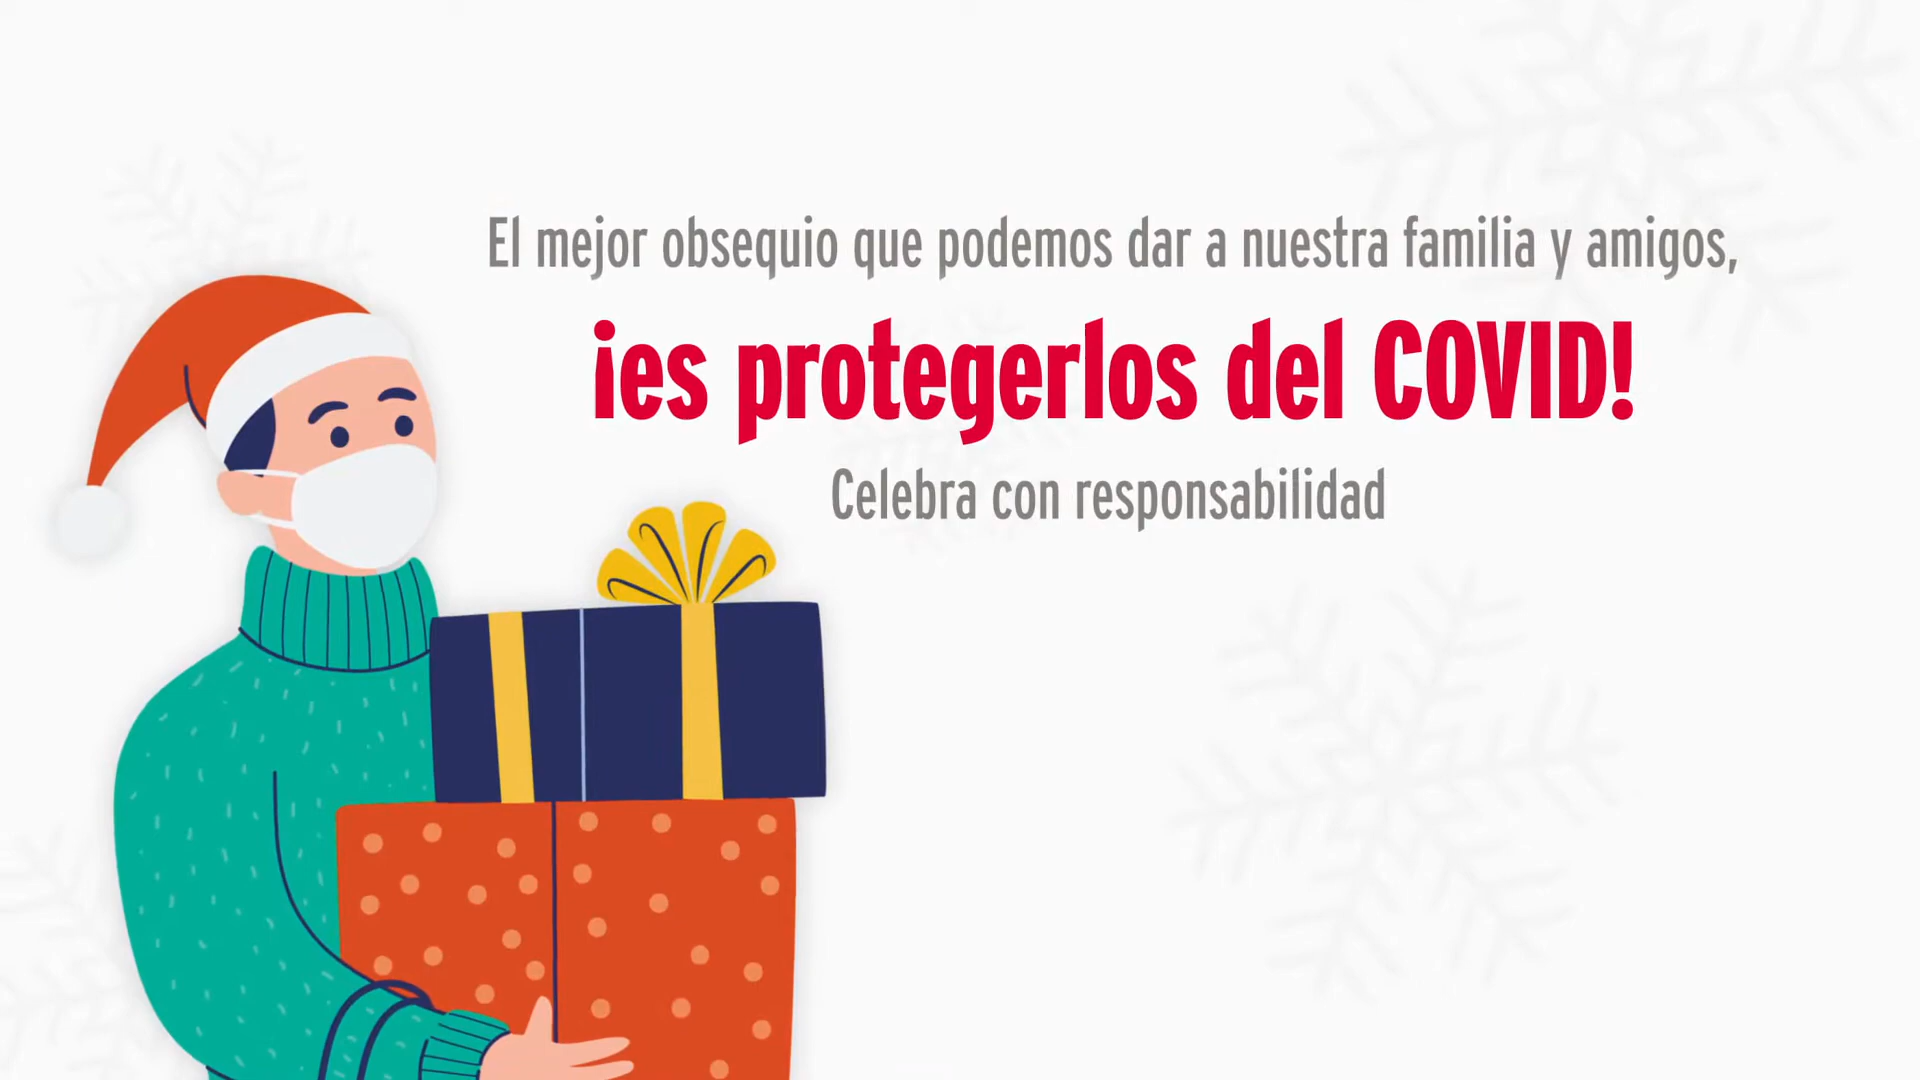 El mejor obsequio que podemos dar a nuestra familia y amigos,
¡es protegerlos del COVID!
Celebra con responsabilidad